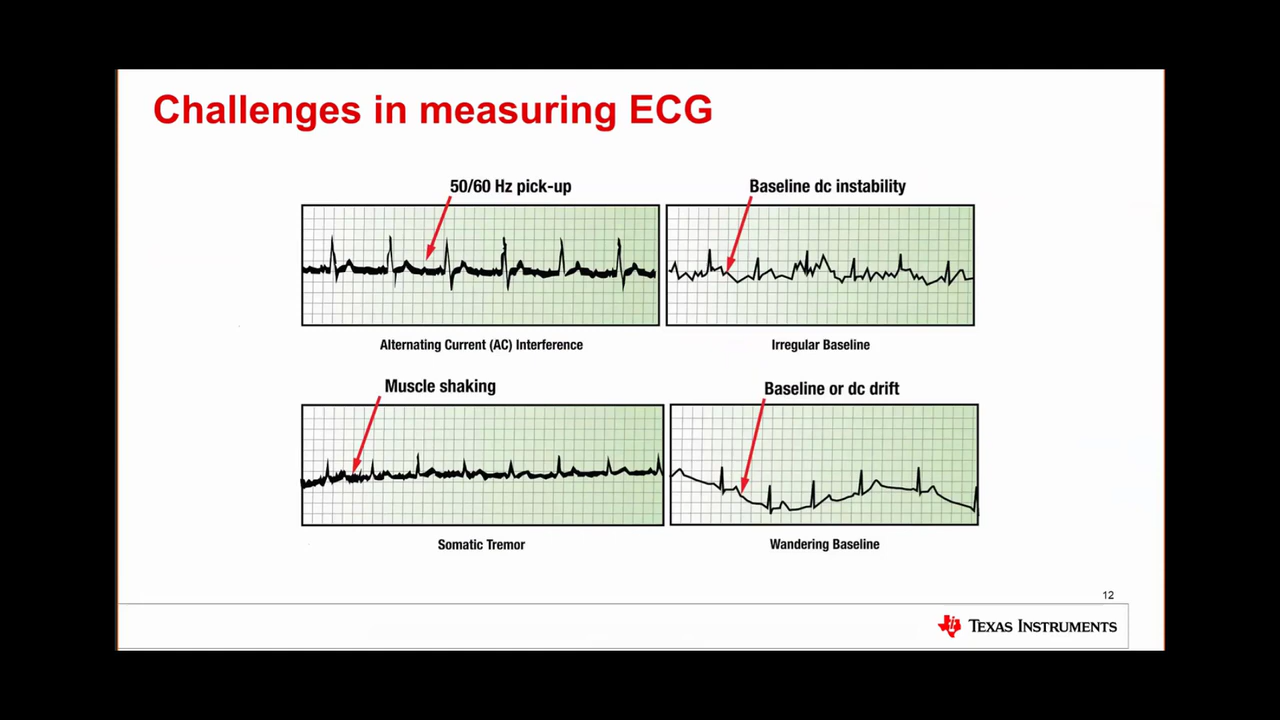 Challenges in measuring ECG
50/60 Hz pick-up
Baseline dc instability
Alternating Current (AC) Interference
Irregular Baseline
Muscle shaking
Baseline or dc drift
Somatic Tremor
Wandering Baseline
12
TEXAS INSTRUMENTS